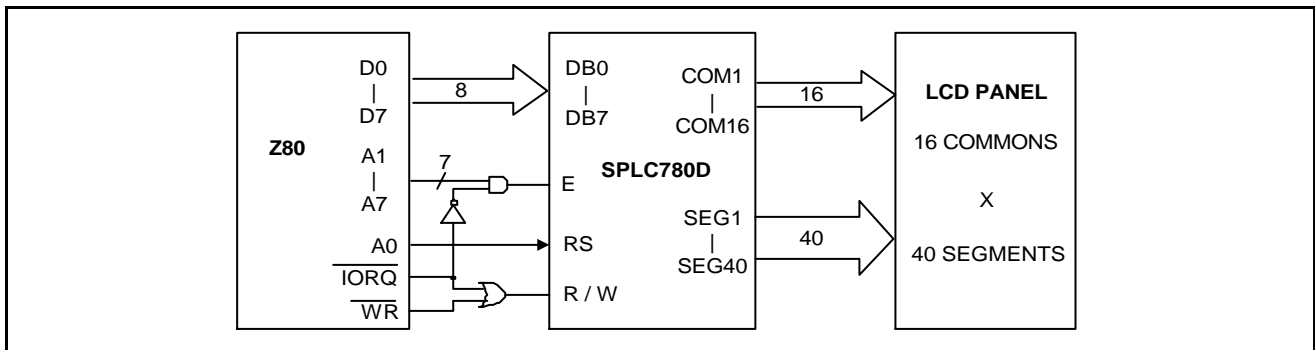 Z80
D0
|
D7
A1
|
A7
A0
IORQ
WR
8
7
DB0
|
DB7
E
RS
R / W
SPLC780D
COM1
|
COM16
SEG1
|
SEG40
16
40
LCD PANEL
16 COMMONS
X
40 SEGMENTS